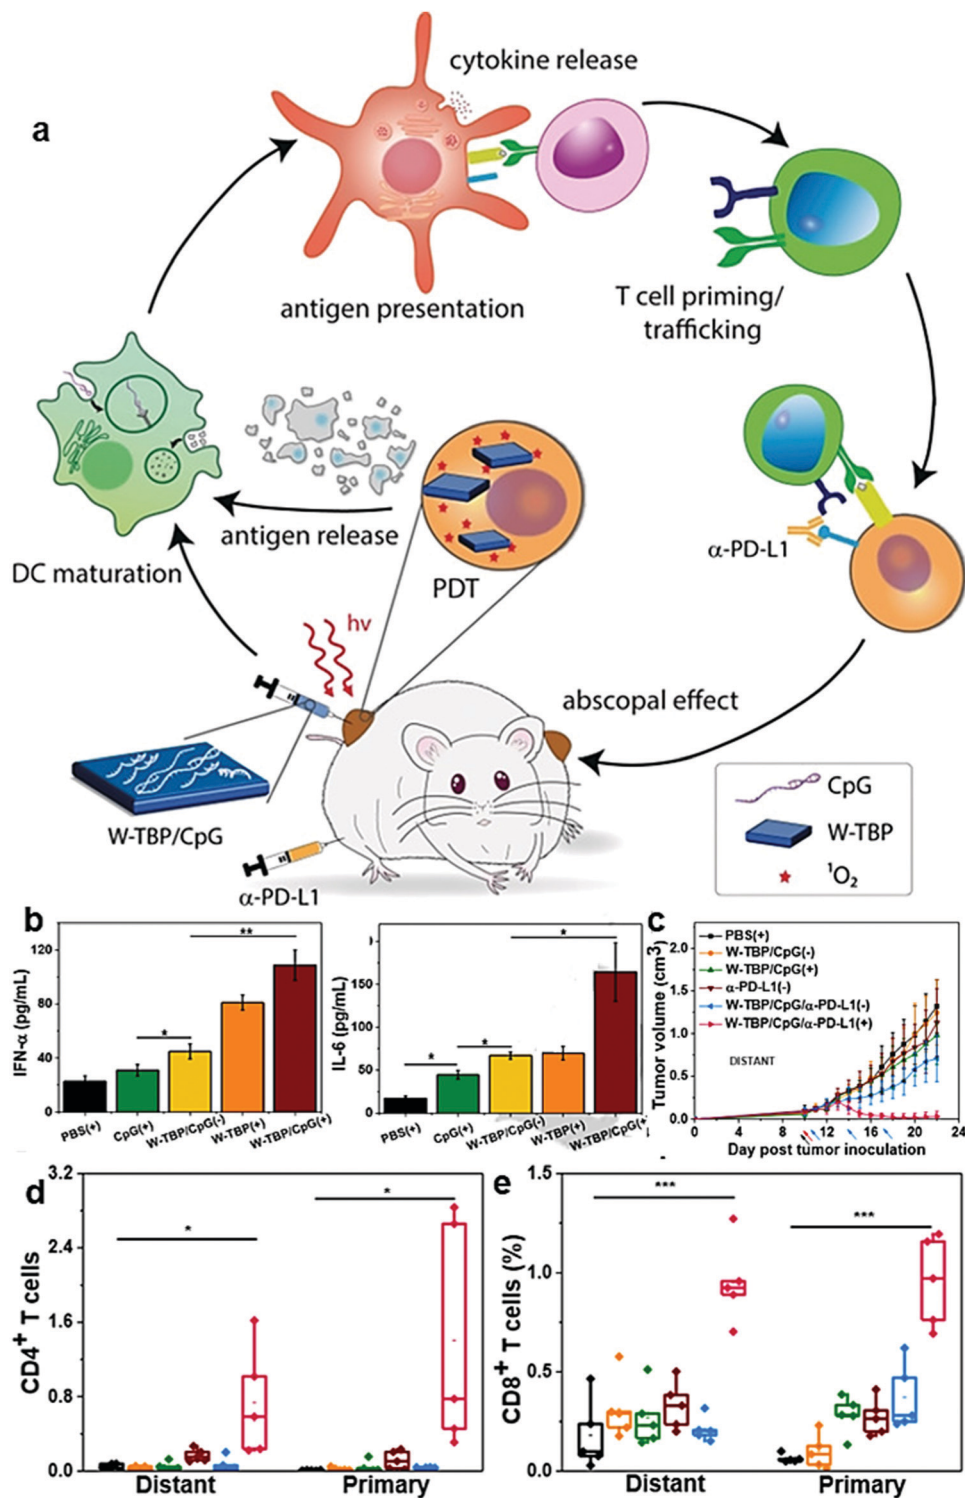 a
cytokine release
antigen presentation
T cell priming/
trafficking
DC maturation
antigen release
PDT
α-PD-L1
hv
abscopal effect
W-TBP/CpG
α-PD-L1
CpG
W-TBP
¹O₂
b
IFN-α (pg/mL)
120
80
40
0
*
**
PBS(+)
CpG(+)
W-TBP/CpG(-)
W-TBP(+)
W-TBP/CpG(+)
IL-6 (pg/mL)
150
100
50
0
*
*
*
PBS(+)
CpG(+)
W-TBP/CpG(-)
W-TBP(+)
W-TBP/CpG(+)
c
Tumor volume (cm³)
2.0
1.5
1.0
0.5
0.0
PBS(+)
W-TBP/CpG(-)
W-TBP/CpG(+)
α-PD-L1(-)
W-TBP/CpG/α-PD-L1(-)
W-TBP/CpG/α-PD-L1(+)
DISTANT
0 4 8 12 16 20 24
Day post tumor inoculation
d
CD4⁺ T cells
3.2
2.4
1.6
0.8
0.0
*
*
Distant Primary
e
CD8⁺ T cells (%)
1.5
1.0
0.5
0.0
***
***
Distant Primary